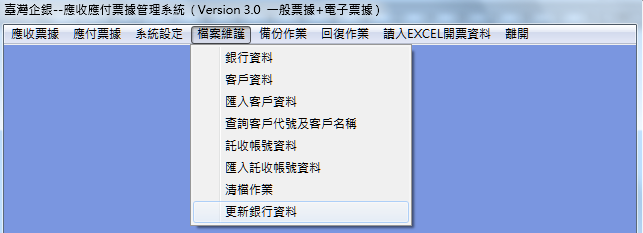 臺灣企銀--應收應付票據管理系統（Version 3.0 一般票據+電子票據）
應收票據 應付票據 系統設定 檔案維護 備份作業 回復作業 讀入EXCEL開票資料 離開
銀行資料
客戶資料
匯入客戶資料
查詢客戶代號及客戶名稱
託收帳號資料
匯入託收帳號資料
清檔作業
更新銀行資料